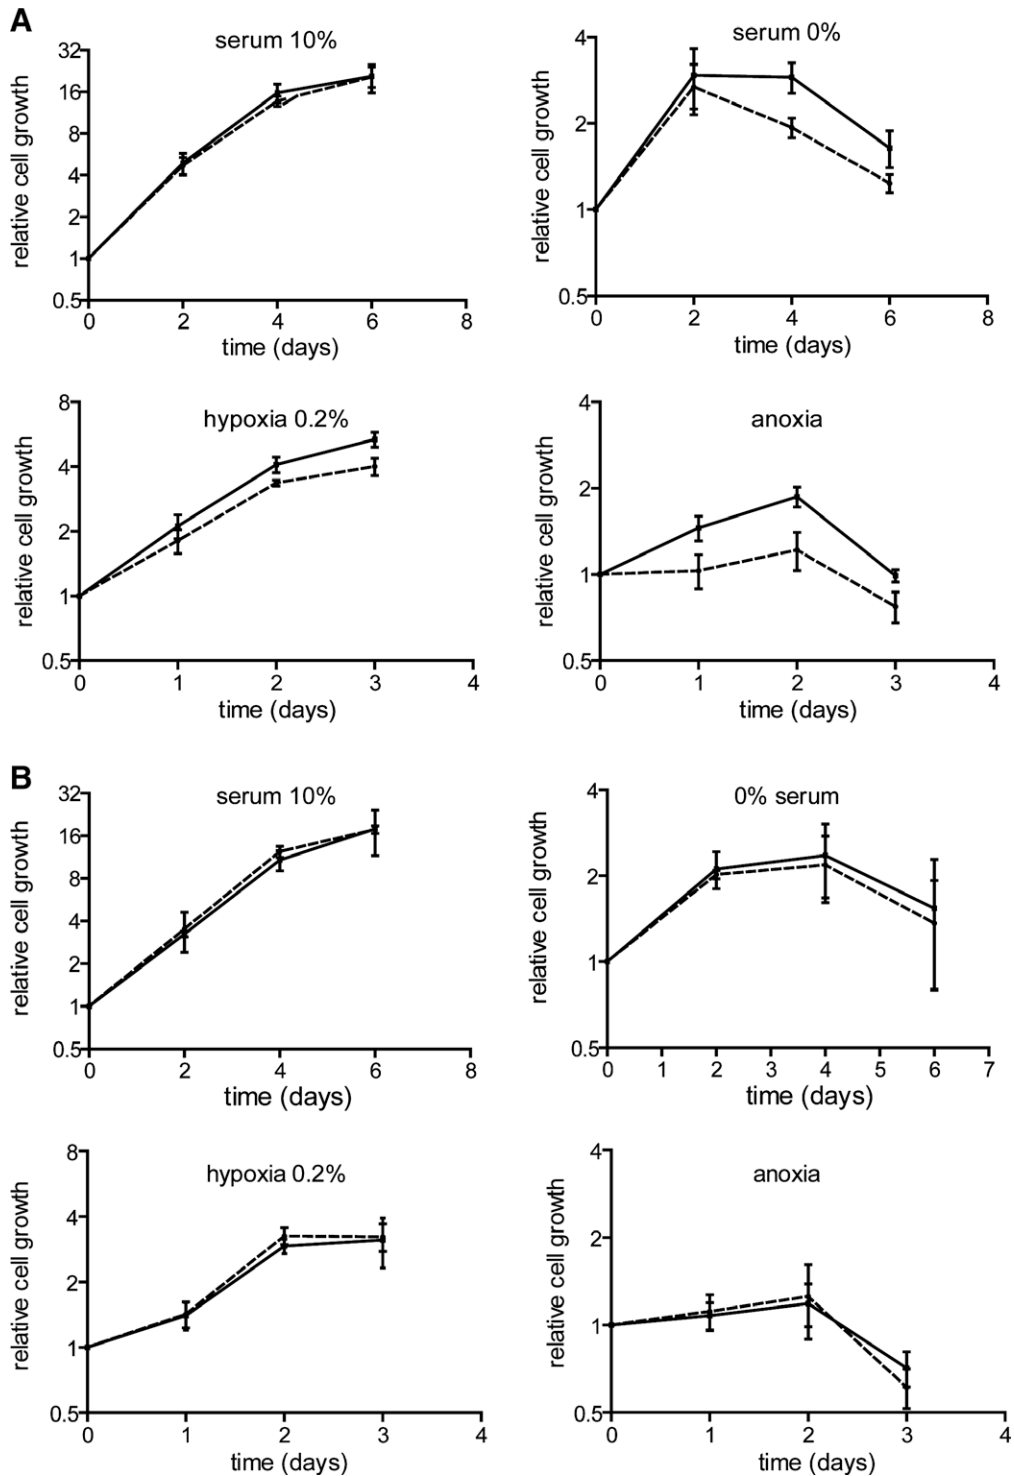 A
serum 10%
relative cell growth
32
16
8
4
2
1
0.5
0 2 4 6 8
time (days)
serum 0%
relative cell growth
4
2
1
0.5
0 2 4 6 8
time (days)
hypoxia 0.2%
relative cell growth
8
4
2
1
0.5
0 1 2 3 4
time (days)
anoxia
relative cell growth
4
2
1
0.5
0 1 2 3 4
time (days)
B
serum 10%
relative cell growth
32
16
8
4
2
1
0.5
0 2 4 6 8
time (days)
0% serum
relative cell growth
4
2
1
0.5
0 1 2 3 4 5 6 7
time (days)
hypoxia 0.2%
relative cell growth
8
4
2
1
0.5
0 1 2 3 4
time (days)
anoxia
relative cell growth
4
2
1
0.5
0 1 2 3 4
time (days)